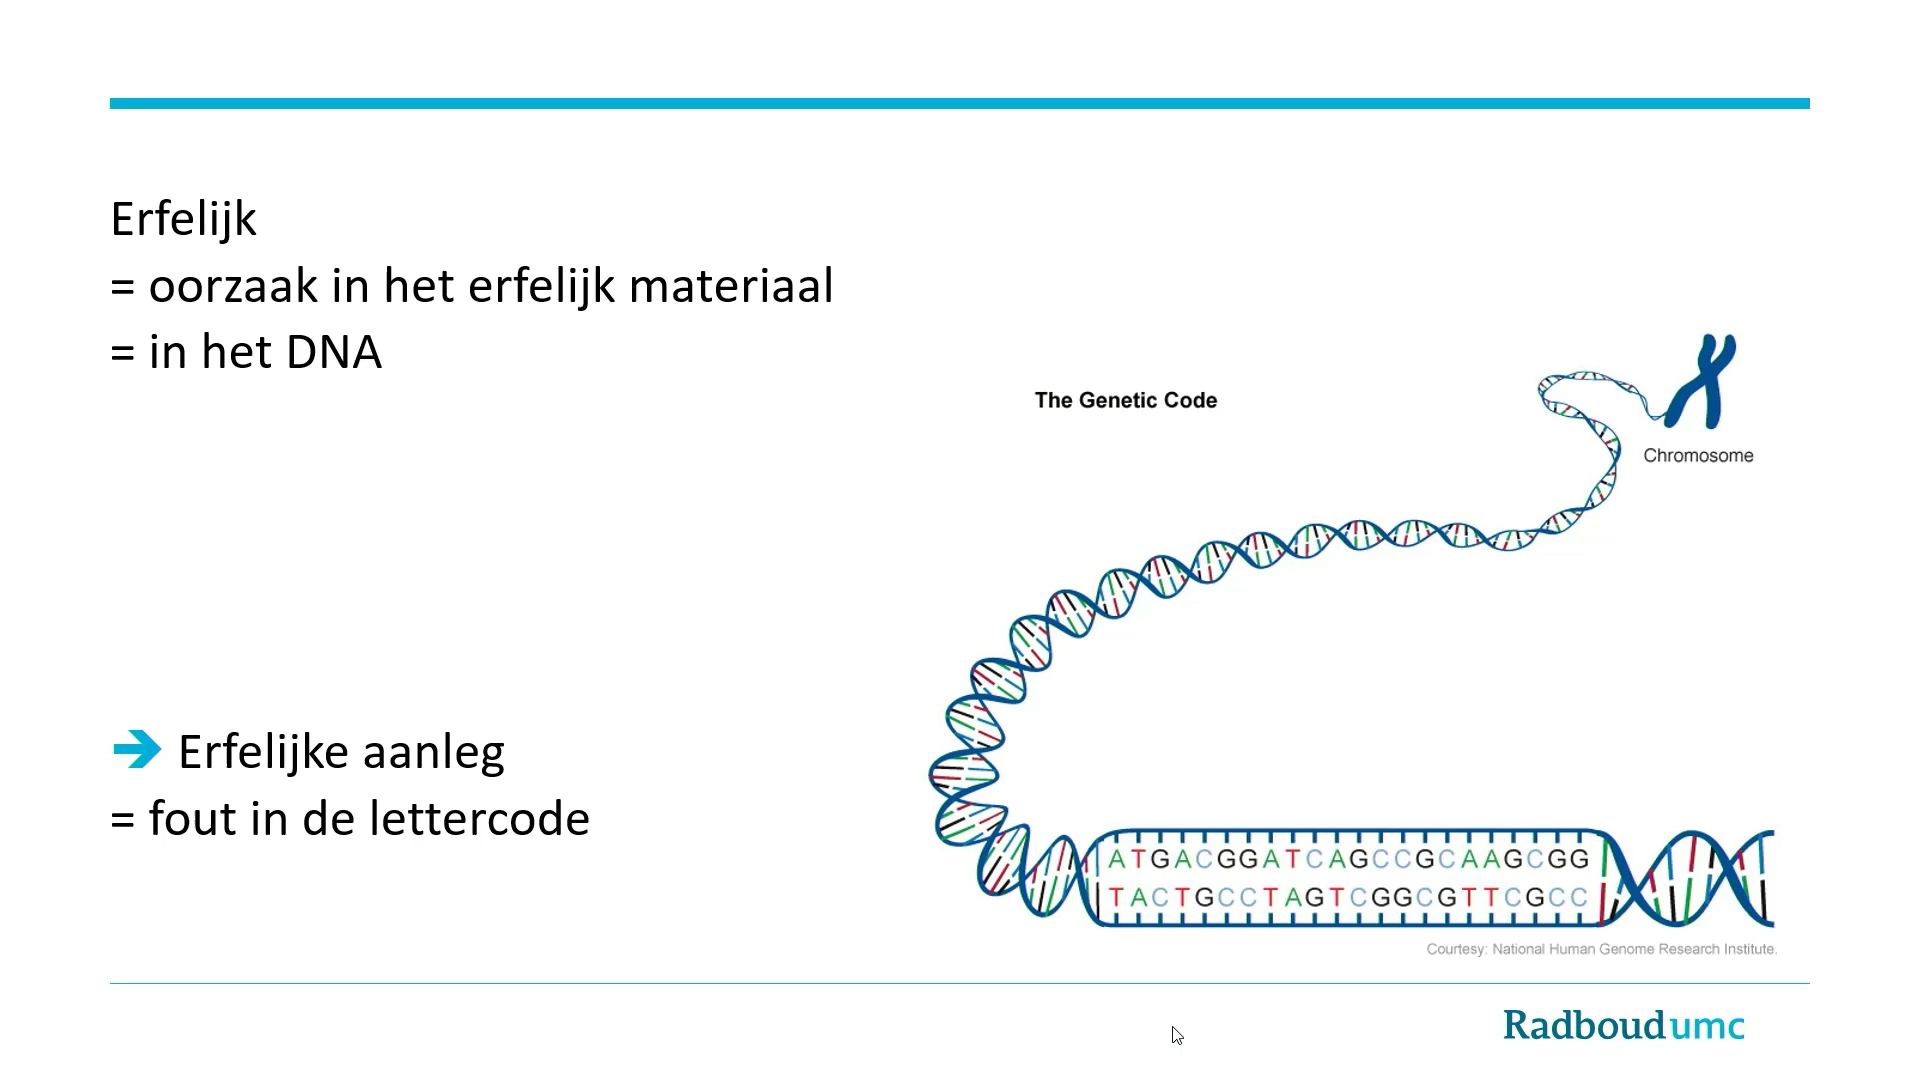 Erfelijk
= oorzaak in het erfelijk materiaal
= in het DNA
The Genetic Code
Chromosome
➔ Erfelijke aanleg
= fout in de lettercode
ATGACGGATCAGCCGCAAGCGG
TACTGCCTAGTCGGCGTTCGCC
Courtesy: National Human Genome Research Institute.
Radboudumc